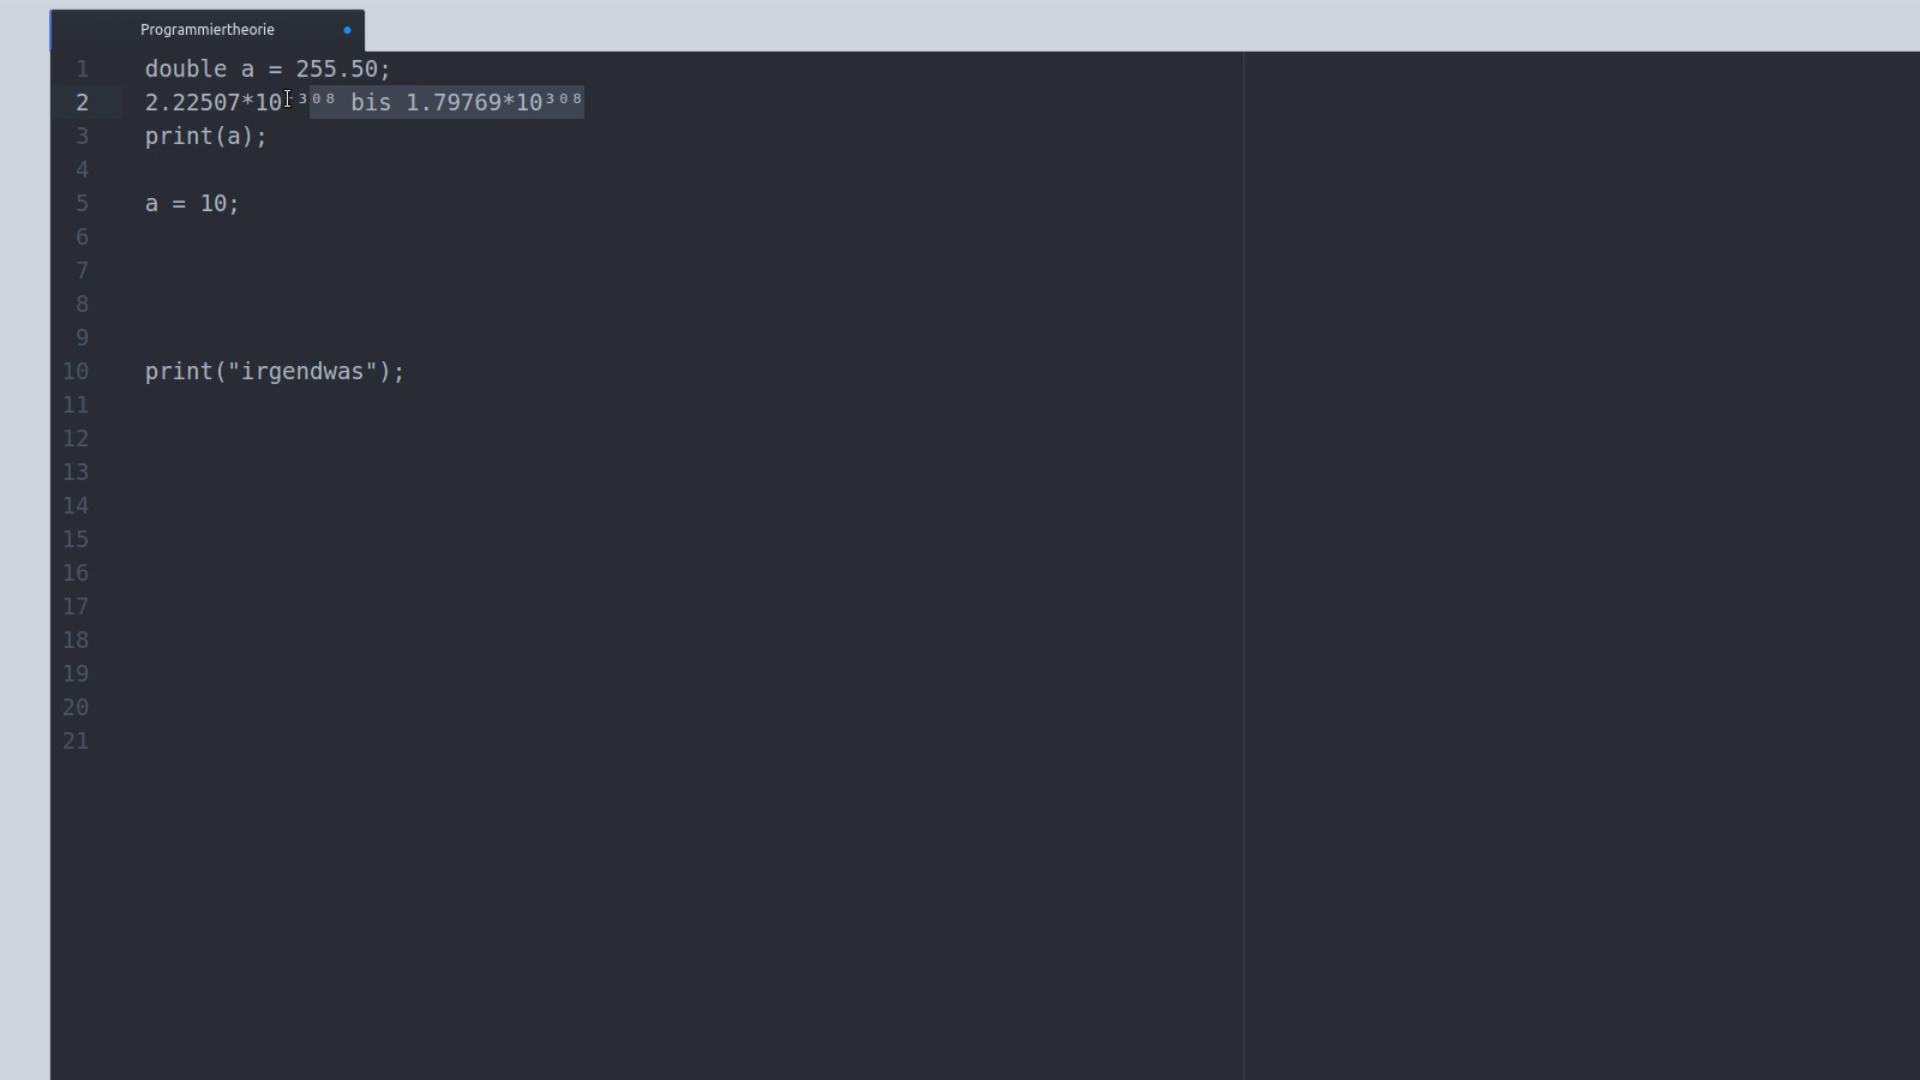 Programmiertheorie
1 double a = 255.50;
2 2.22507*10⁻³⁰⁸ bis 1.79769*10³⁰⁸
3 print(a);
4
5 a = 10;
6
7
8
9
10 print("irgendwas");
11
12
13
14
15
16
17
18
19
20
21